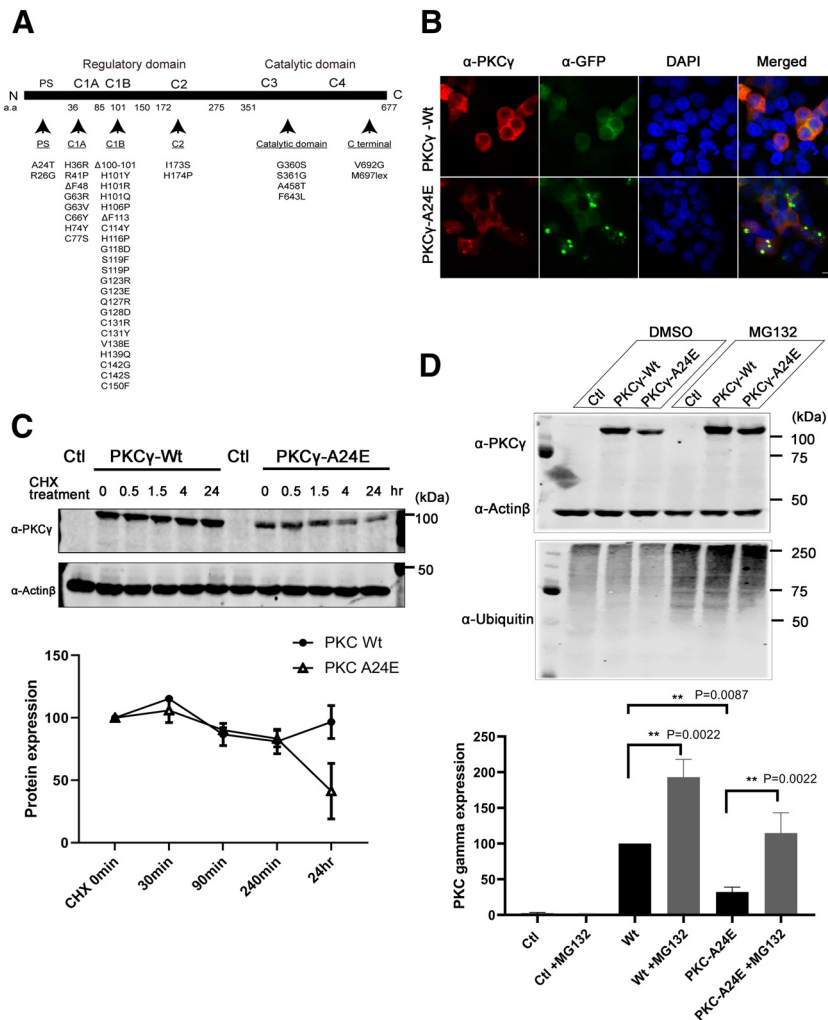 A
Regulatory domain
Catalytic domain
PS C1A C1B C2 C3 C4
N C
a.a 36 85 101 150 172 275 351 677
PS C1A C1B C2 Catalytic domain C terminal
A24T H36R Δ100-101 I173S G360S V692G
R26G R41P H101Y H174P S361G M697lex
ΔF48 H101R A458T
G63R H101Q F643L
G63V H106P
C66Y ΔF113
H74Y C114Y
C77S H116P
G118D
S119F
S119P
G123R
G123E
Q127R
G128D
C131R
C131Y
V138E
H139Q
C142G
C142S
C150F
B
α-PKCγ α-GFP DAPI Merged
PKCγ -Wt
PKCγ-A24E
C
Ctl PKCγ-Wt Ctl PKCγ-A24E
CHX
treatment 0 0.5 1.5 4 24 0 0.5 1.5 4 24 hr
(kDa)
α-PKCγ
100
50
α-Actinβ
PKC Wt
PKC A24E
Protein expression
150
100
50
0
CHX 0min
30min
90min
240min
24hr
D
DMSO MG132
Ctl PKCγ-Wt PKCγ-A24E Ctl PKCγ-Wt PKCγ-A24E
(kDa)
α-PKCγ
100
75
50
α-Actinβ
250
75
α-Ubiquitin
50
** P=0.0087
** P=0.0022
** P=0.0022
PKC gamma expression
250
200
150
100
50
0
Ctl
Ctl +MG132
Wt
Wt +MG132
PKC-A24E
PKC-A24E +MG132